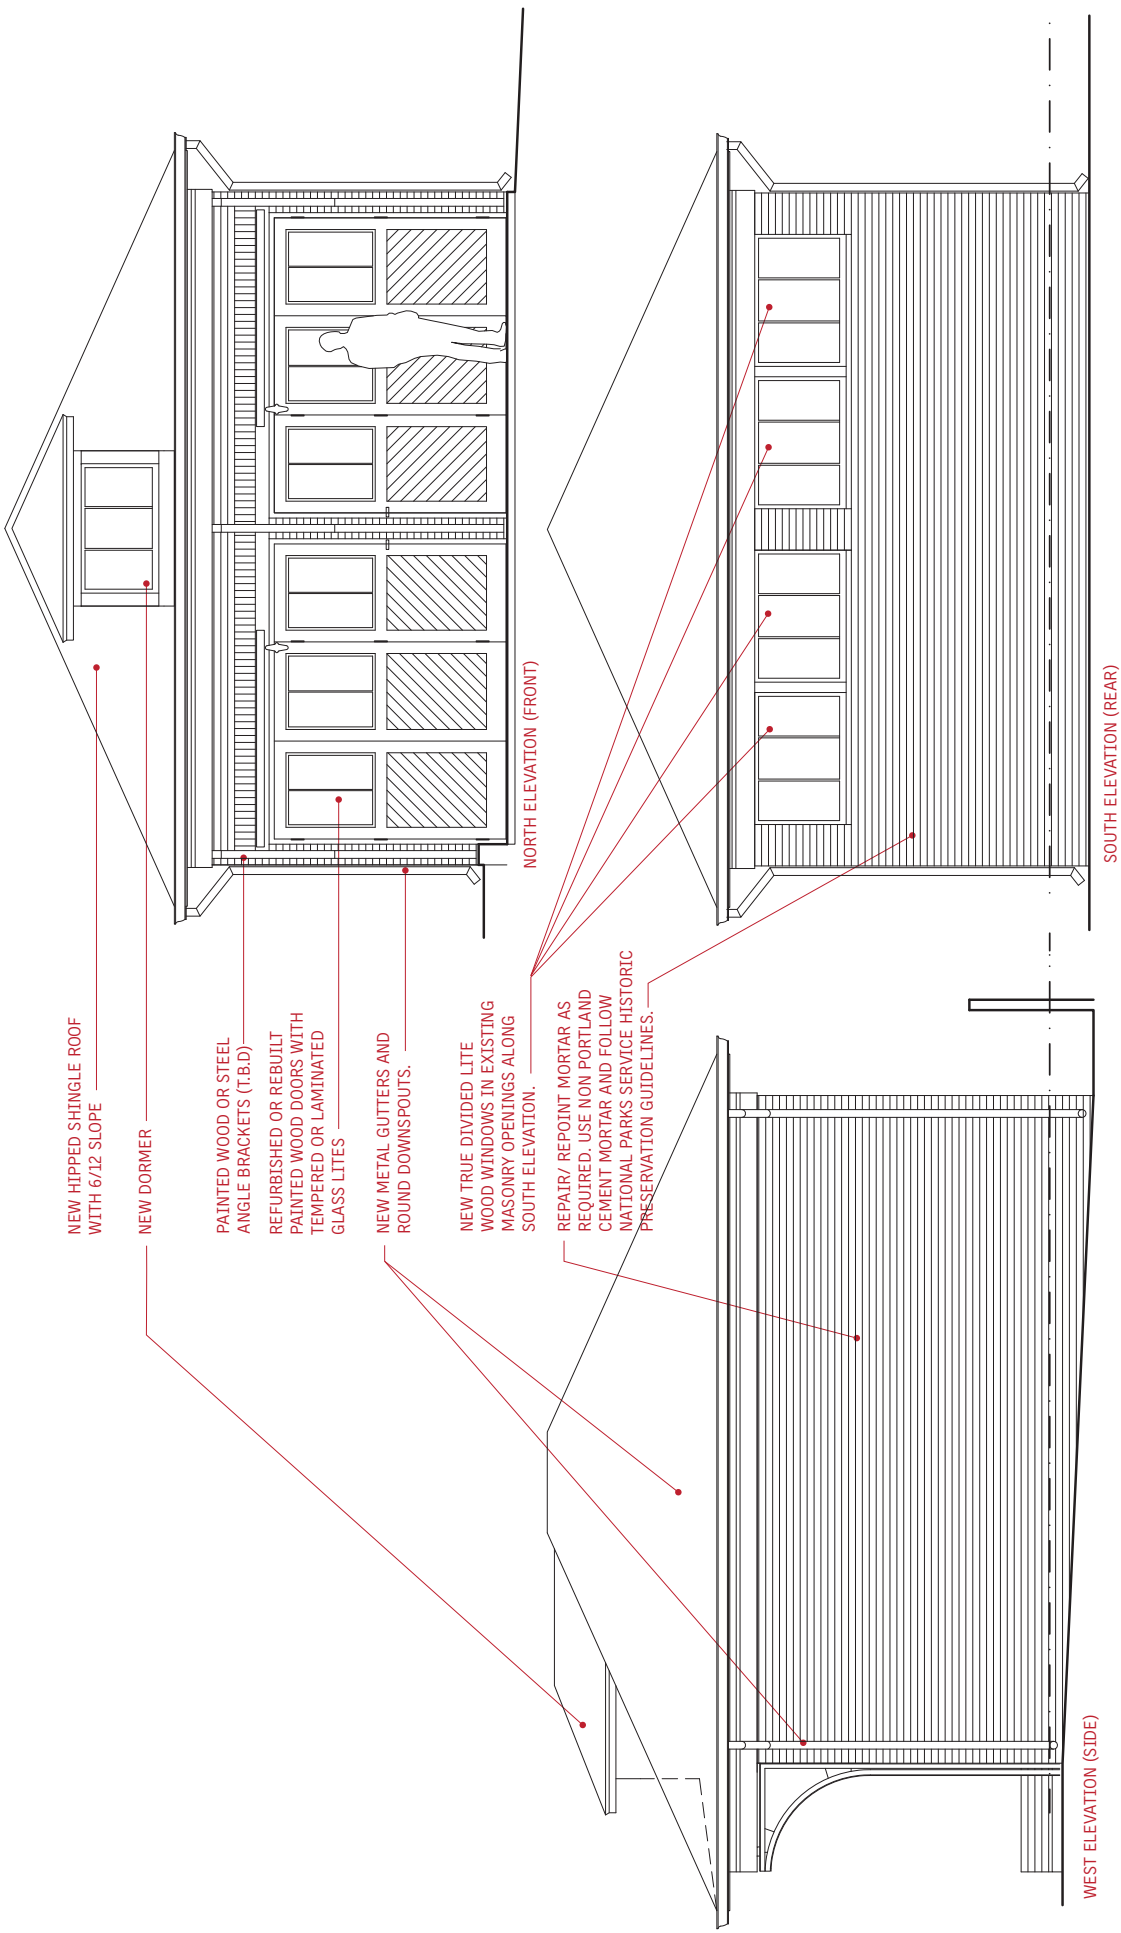 NEW HIPPED SHINGLE ROOF
WITH 6/12 SLOPE
NEW DORMER
PAINTED WOOD OR STEEL
ANGLE BRACKETS (T.B.D)
REFURBISHED OR REBUILT
PAINTED WOOD DOORS WITH
TEMPERED OR LAMINATED
GLASS LITES
NEW METAL GUTTERS AND
ROUND DOWNSPOUTS.
NEW TRUE DIVIDED LITE
WOOD WINDOWS IN EXISTING
MASONRY OPENINGS ALONG
SOUTH ELEVATION.
REPAIR/ REPOINT MORTAR AS
REQUIRED. USE NON PORTLAND
CEMENT MORTAR AND FOLLOW
NATIONAL PARKS SERVICE HISTORIC
PRESERVATION GUIDELINES.
NORTH ELEVATION (FRONT)
WEST ELEVATION (SIDE)
SOUTH ELEVATION (REAR)